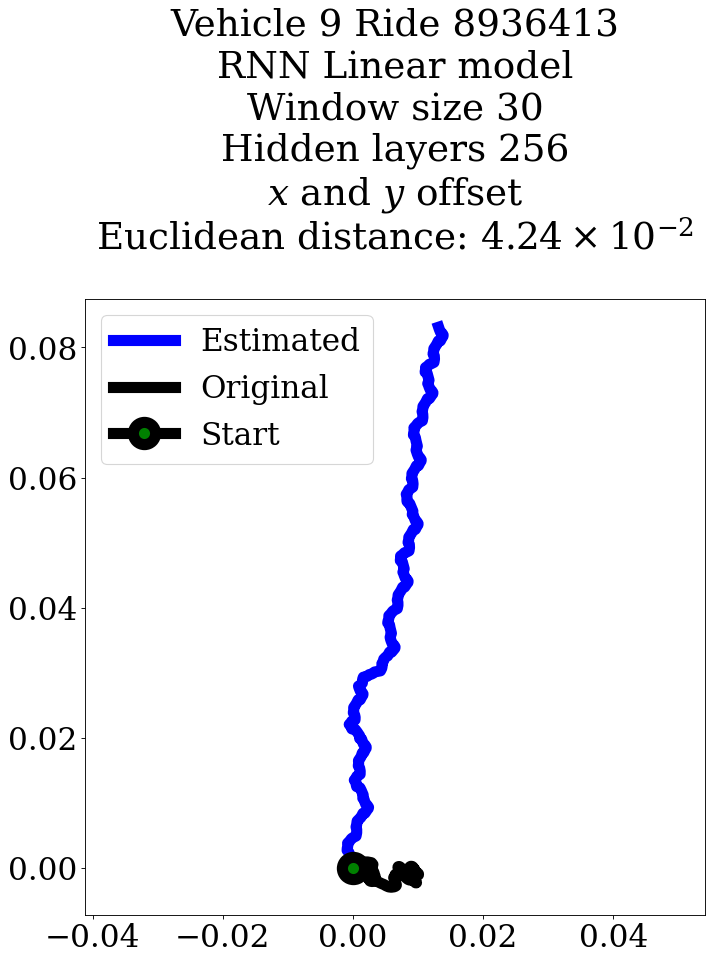 Vehicle 9 Ride 8936413
RNN Linear model
Window size 30
Hidden layers 256
x and y offset
Euclidean distance: 4.24 × 10⁻²
Estimated
Original
Start
0.08
0.06
0.04
0.02
0.00
−0.04 −0.02 0.00 0.02 0.04